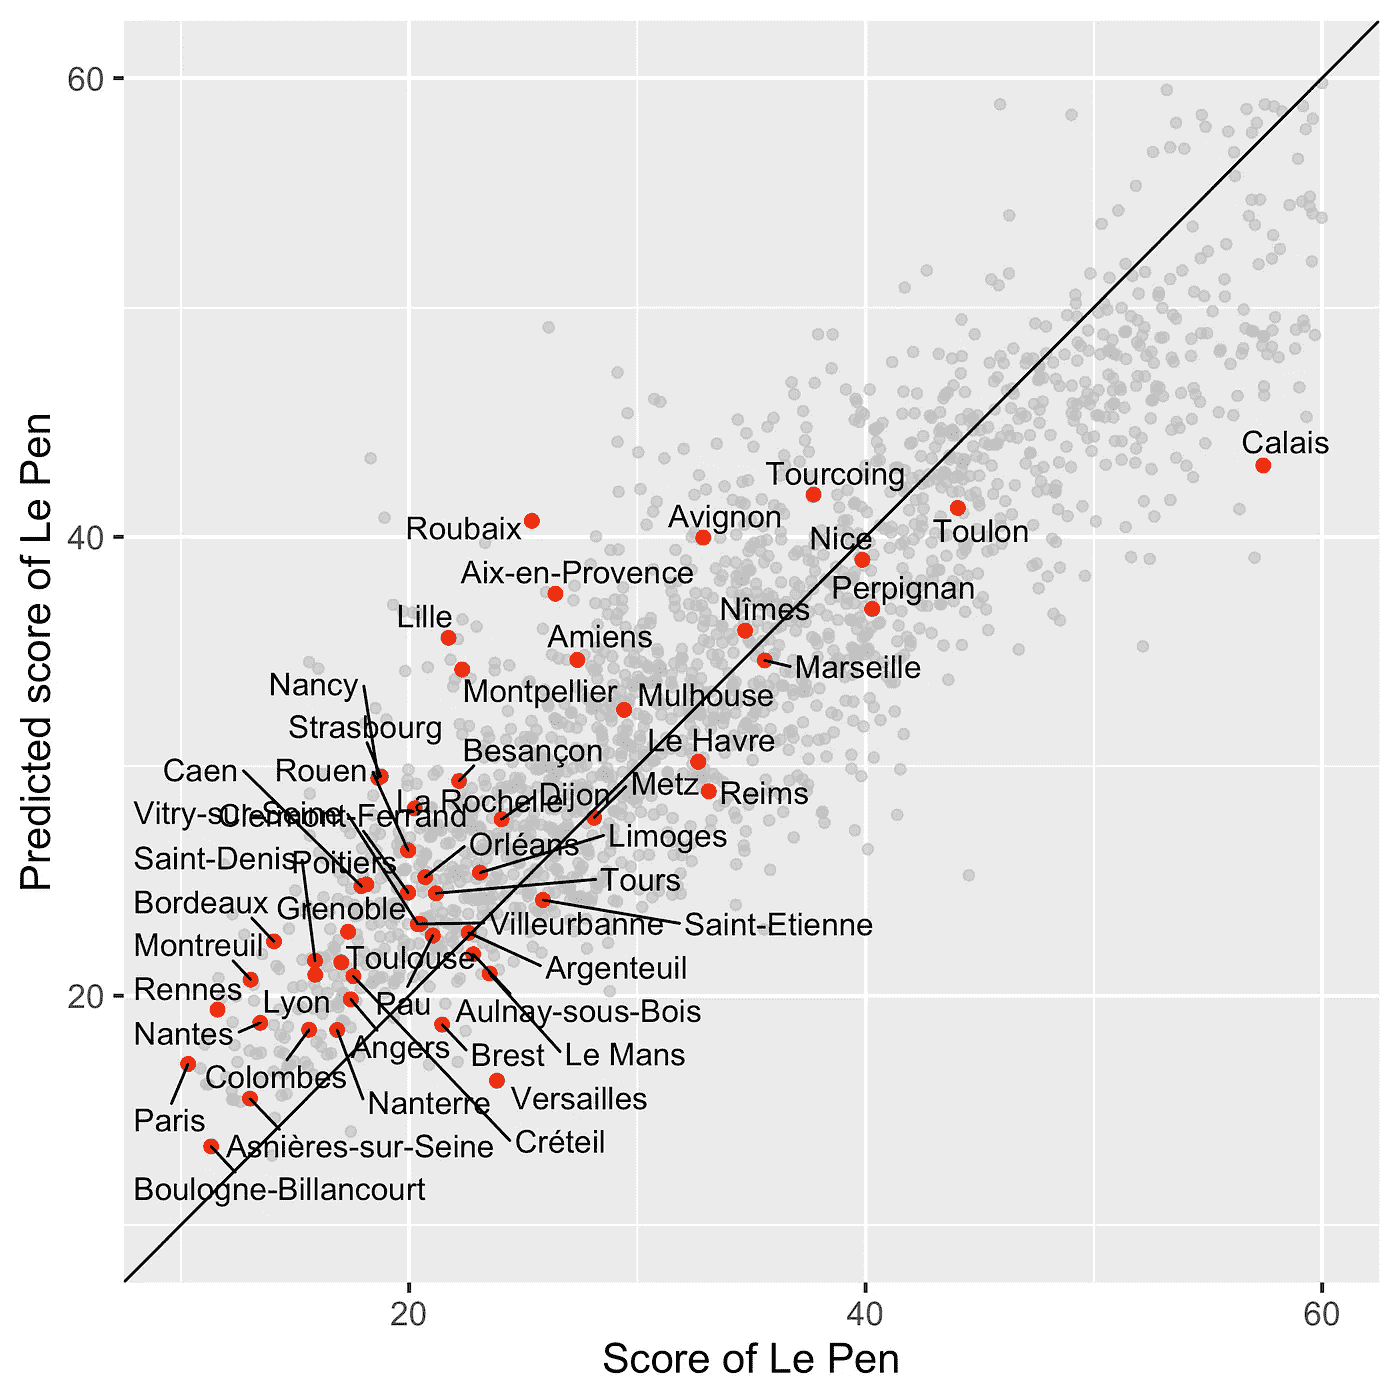 60
Calais
Tourcoing
Avignon
Roubaix
Toulon
40
Nice
Aix-en-Provence
Perpignan
Nîmes
Lille
Amiens
Marseille
Nancy
Montpellier
Mulhouse
Strasbourg
Le Havre
Besançon
Caen
Rouen
Metz
Reims
La Rochelle
Dijon
Vitry-sur-Seine
Clermont-Ferrand
Limoges
Orléans
Saint-Denis
Poitiers
Tours
Bordeaux
Grenoble
Villeurbanne
Saint-Etienne
Montreuil
Toulouse
Argenteuil
Rennes
20
Lyon
Pau
Aulnay-sous-Bois
Nantes
Angers
Brest
Le Mans
Colombes
Nanterre
Versailles
Paris
Asnières-sur-Seine
Créteil
Boulogne-Billancourt
20
40
60
Score of Le Pen
Predicted score of Le Pen